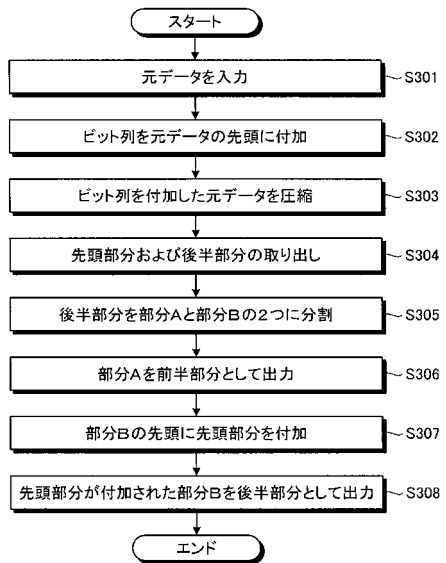 スタート
元データを入力
S301
ビット列を元データの先頭に付加
S302
ビット列を付加した元データを圧縮
S303
先頭部分および後半部分の取り出し
S304
後半部分を部分Aと部分Bの2つに分割
S305
部分Aを前半部分として出力
S306
部分Bの先頭に先頭部分を付加
S307
先頭部分が付加された部分Bを後半部分として出力
S308
エンド